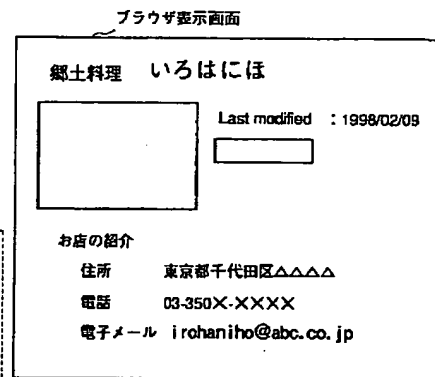 ブラウザ表示画面
郷土料理 いろはにほ
Last modified : 1998/02/09
お店の紹介
住所 東京都千代田区△△△△
電話 03-350X-XXXX
電子メール irohaniho@abc.co.jp